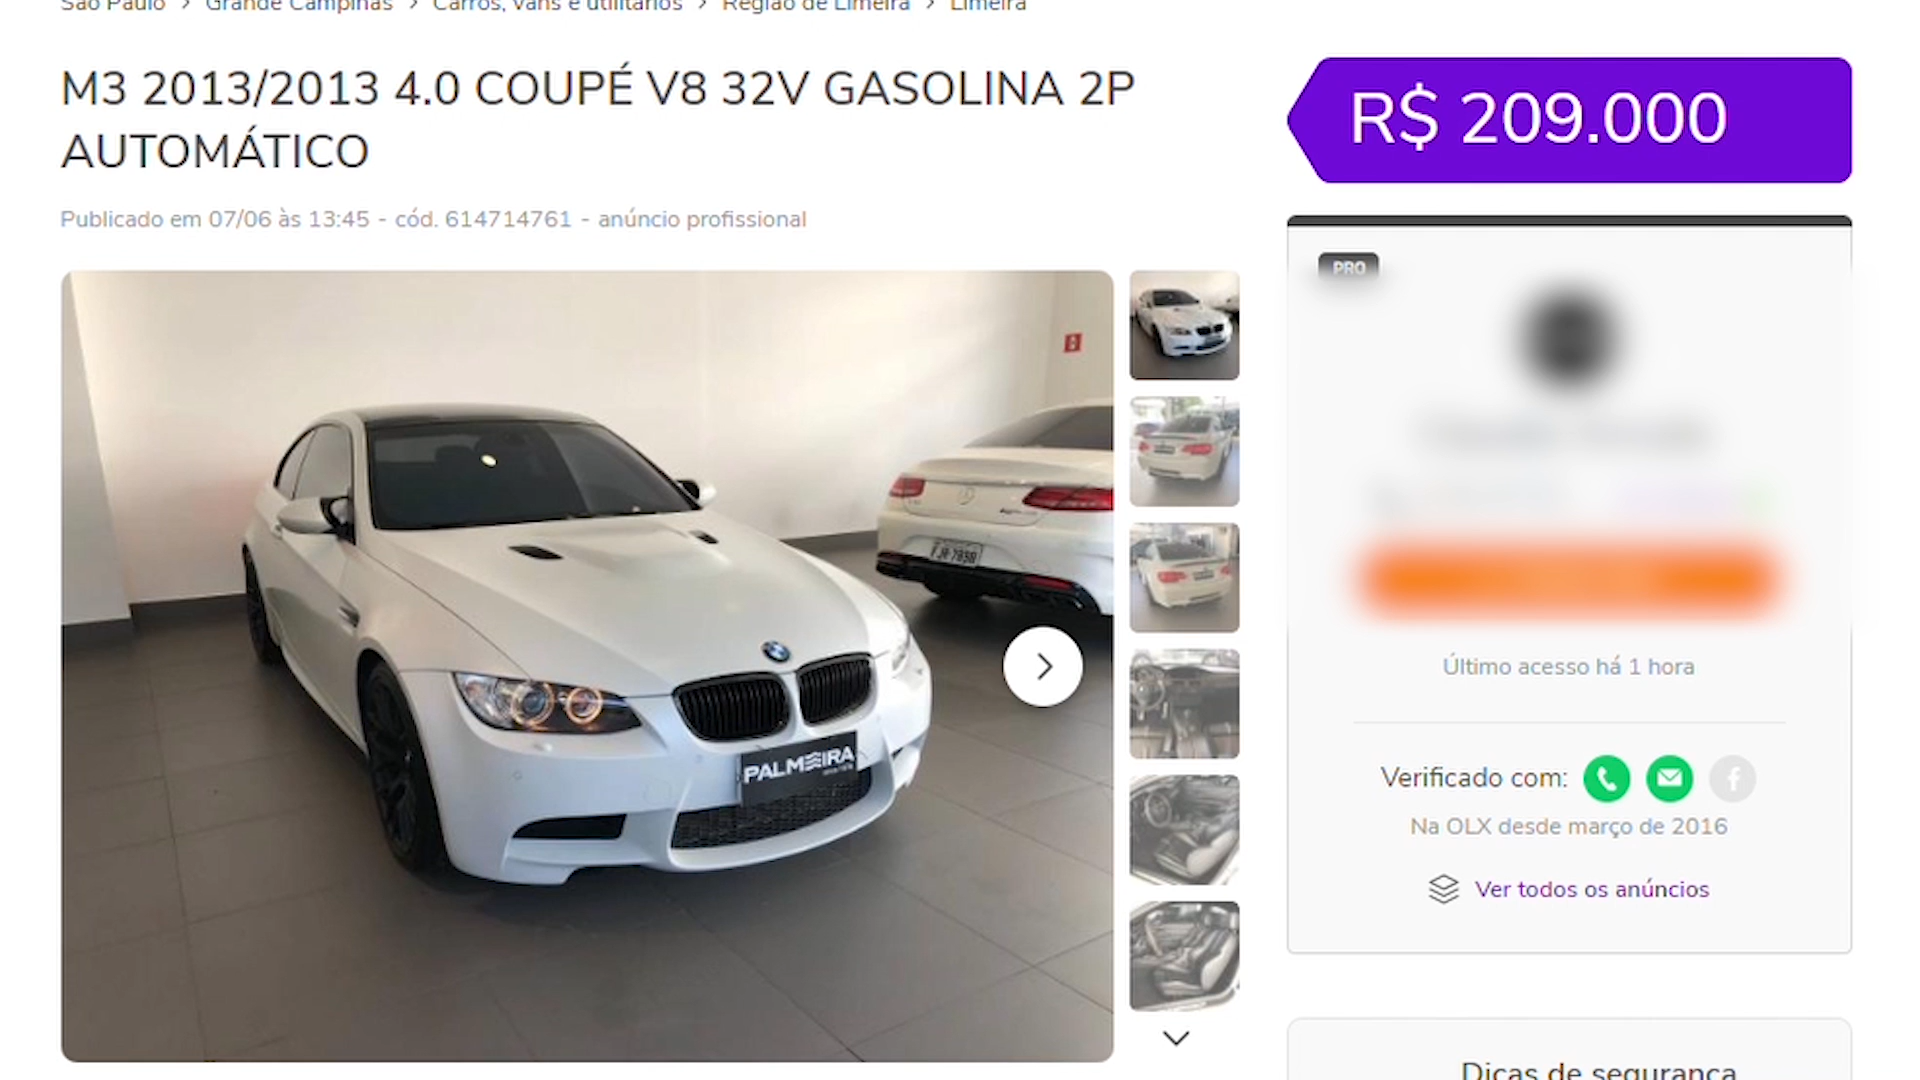 São Paulo > Grande Campinas > Carros, vans e utilitários > Região de Limeira > Limeira
M3 2013/2013 4.0 COUPÉ V8 32V GASOLINA 2P
AUTOMÁTICO
Publicado em 07/06 às 13:45 - cód. 614714761 - anúncio profissional
R$ 209.000
PRO
PALMEIRA
Último acesso há 1 hora
Verificado com:
Na OLX desde março de 2016
Ver todos os anúncios
Dicas de segurança